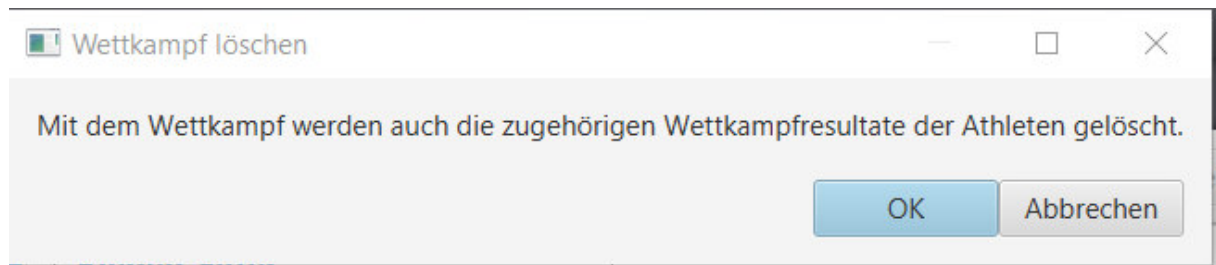 Wettkampf löschen
Mit dem Wettkampf werden auch die zugehörigen Wettkampfresultate der Athleten gelöscht.
OK Abbrechen